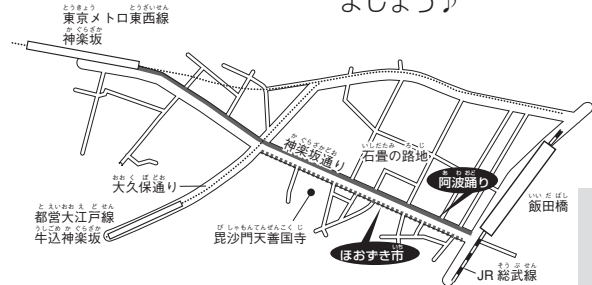 ましょう♪
とうきょう とうざいせん
東京メトロ東西線
かぐらざか
神楽坂
かぐらざかどお
神楽坂通り
いしだたみ ろじ
石畳の路地
あわおど
阿波踊り
いいだばし
飯田橋
おおくぼどお
大久保通り
とえいおおえどせん
都営大江戸線
うしごめかぐらざか
牛込神楽坂
びしゃもんてんぜんこくじ
毘沙門天善国寺
いち
ほおずき市
そうぶせん
JR総武線